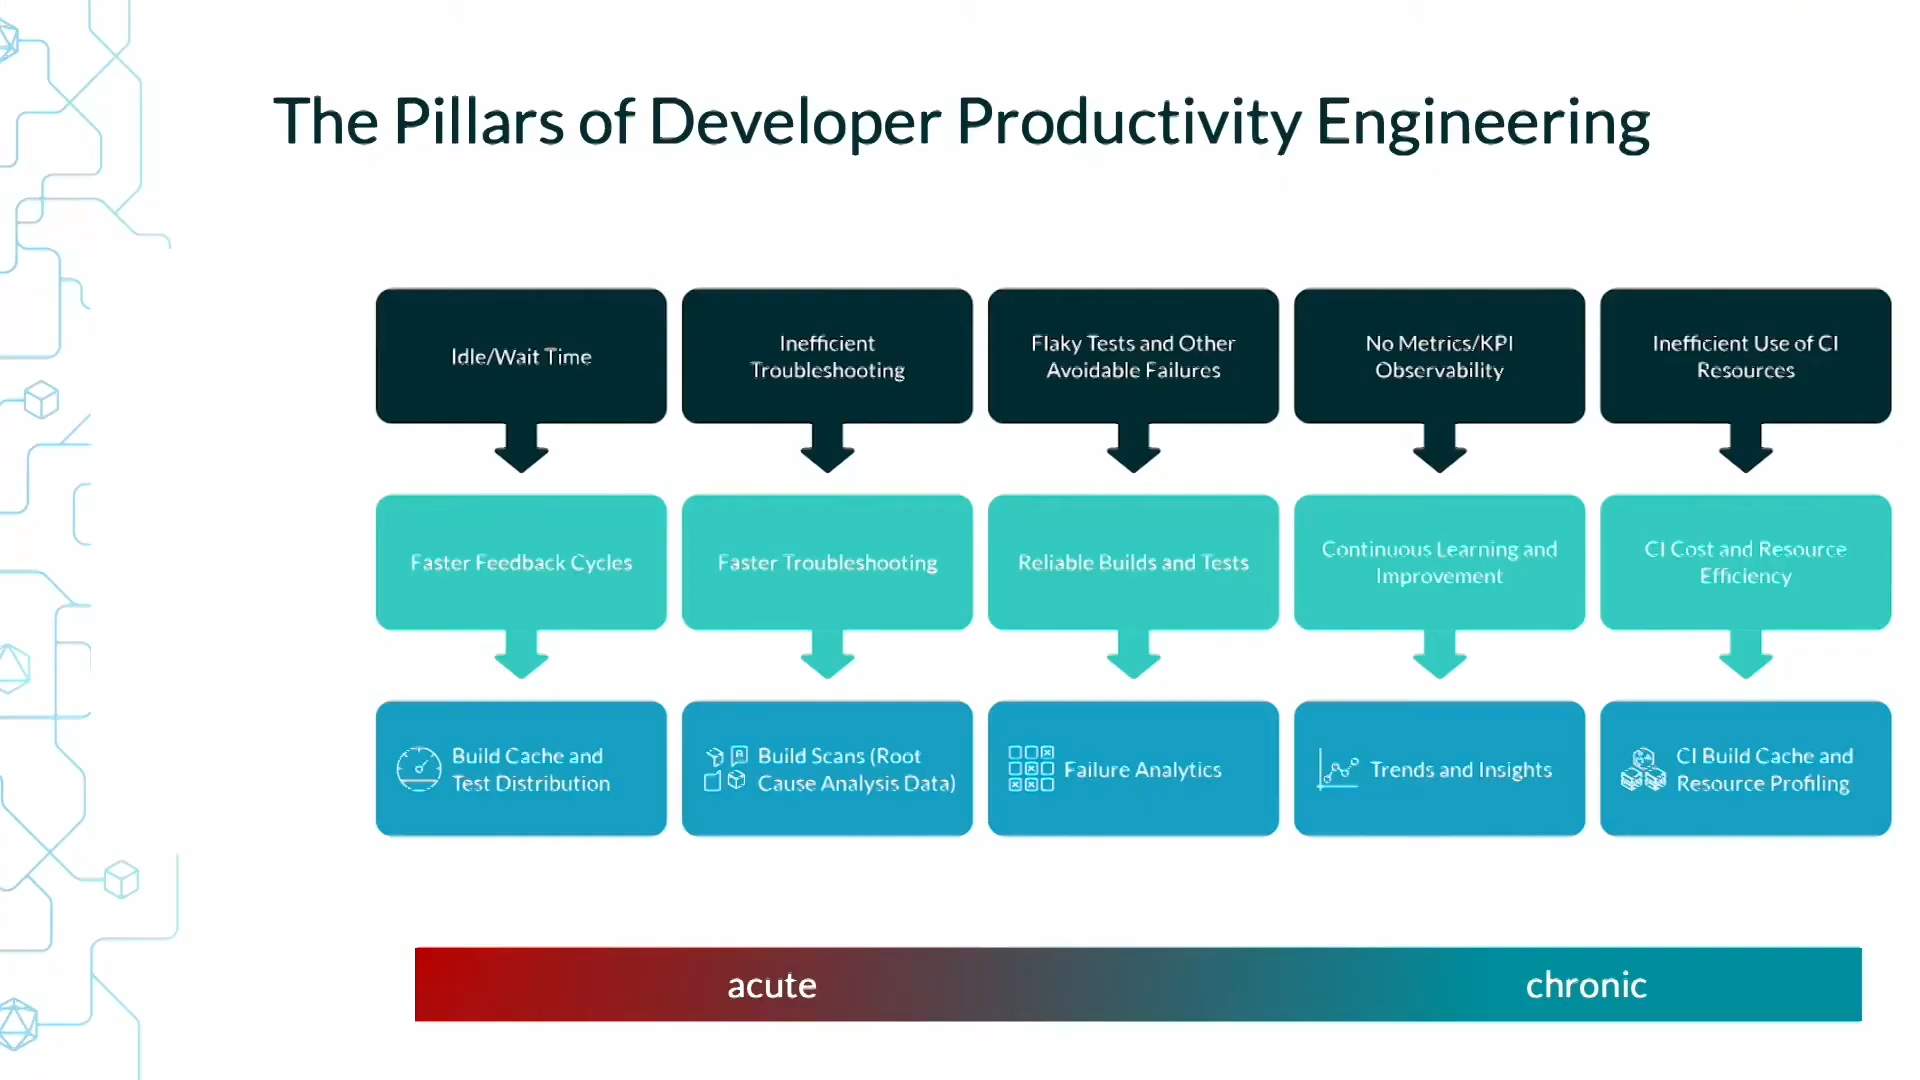 The Pillars of Developer Productivity Engineering
Idle/Wait Time
Inefficient
Troubleshooting
Flaky Tests and Other
Avoidable Failures
No Metrics/KPI
Observability
Inefficient Use of CI
Resources
Faster Feedback Cycles
Faster Troubleshooting
Reliable Builds and Tests
Continuous Learning and
Improvement
CI Cost and Resource
Efficiency
Build Cache and
Test Distribution
Build Scans (Root
Cause Analysis Data)
Failure Analytics
Trends and Insights
CI Build Cache and
Resource Profiling
acute
chronic